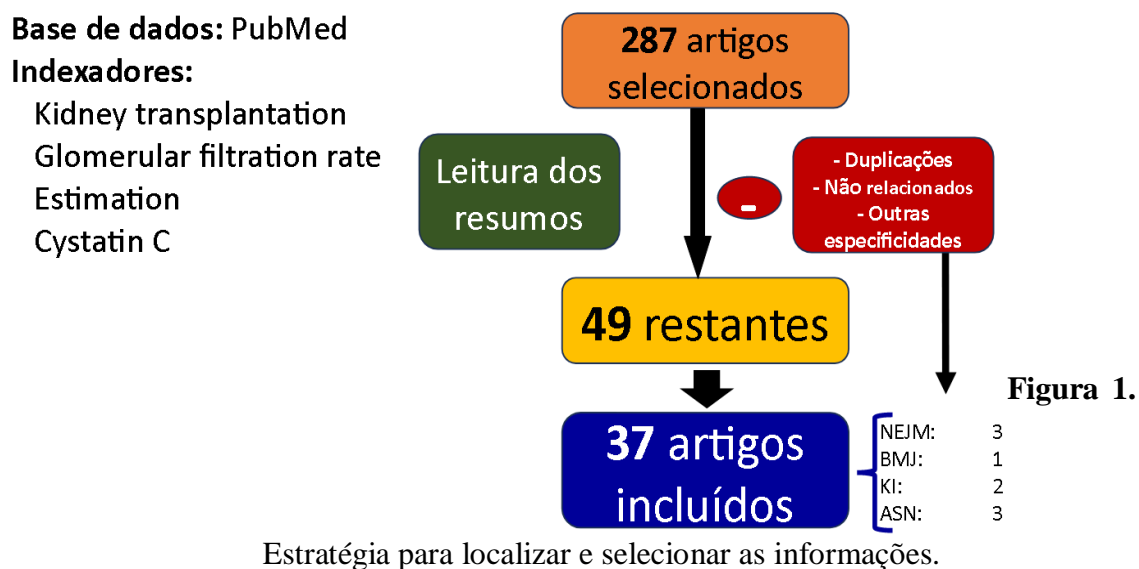 Base de dados: PubMed
Indexadores:
Kidney transplantation
Glomerular filtration rate
Estimation
Cystatin C
287 artigos
selecionados
Leitura dos
resumos
-
- Duplicações
- Não relacionados
- Outras
especificidades
49 restantes
37 artigos
incluídos
NEJM: 3
BMJ: 1
KI: 2
ASN: 3
Figura 1.
Estratégia para localizar e selecionar as informações.